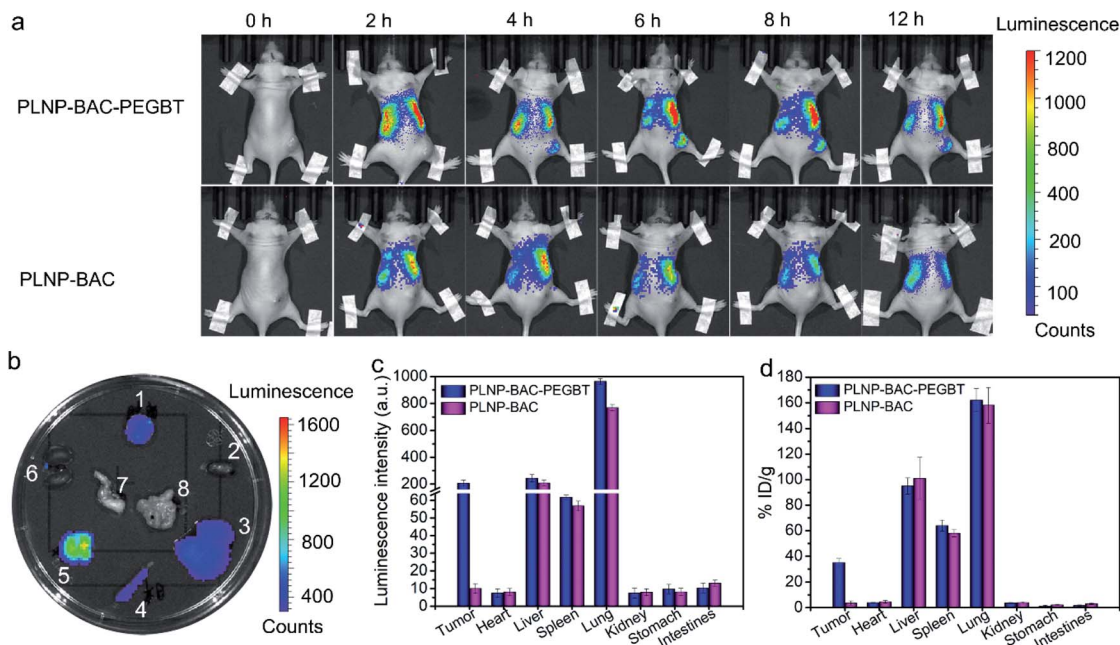 a
0 h 2 h 4 h 6 h 8 h 12 h
Luminescence
PLNP-BAC-PEGBT
PLNP-BAC
1200
1000
800
600
400
200
100
Counts
b
Luminescence
1
2
3
4
5
6
7
8
1600
1200
800
400
Counts
c
Luminescence intensity (a.u.)
PLNP-BAC-PEGBT
PLNP-BAC
1000
800
600
400
200
60
50
40
30
20
10
0
Tumor Heart Liver Spleen Lung Kidney Stomach Intestines
d
% ID/g
PLNP-BAC-PEGBT
PLNP-BAC
180
160
140
120
100
80
60
40
20
0
Tumor Heart Liver Spleen Lung Kidney Stomach Intestines